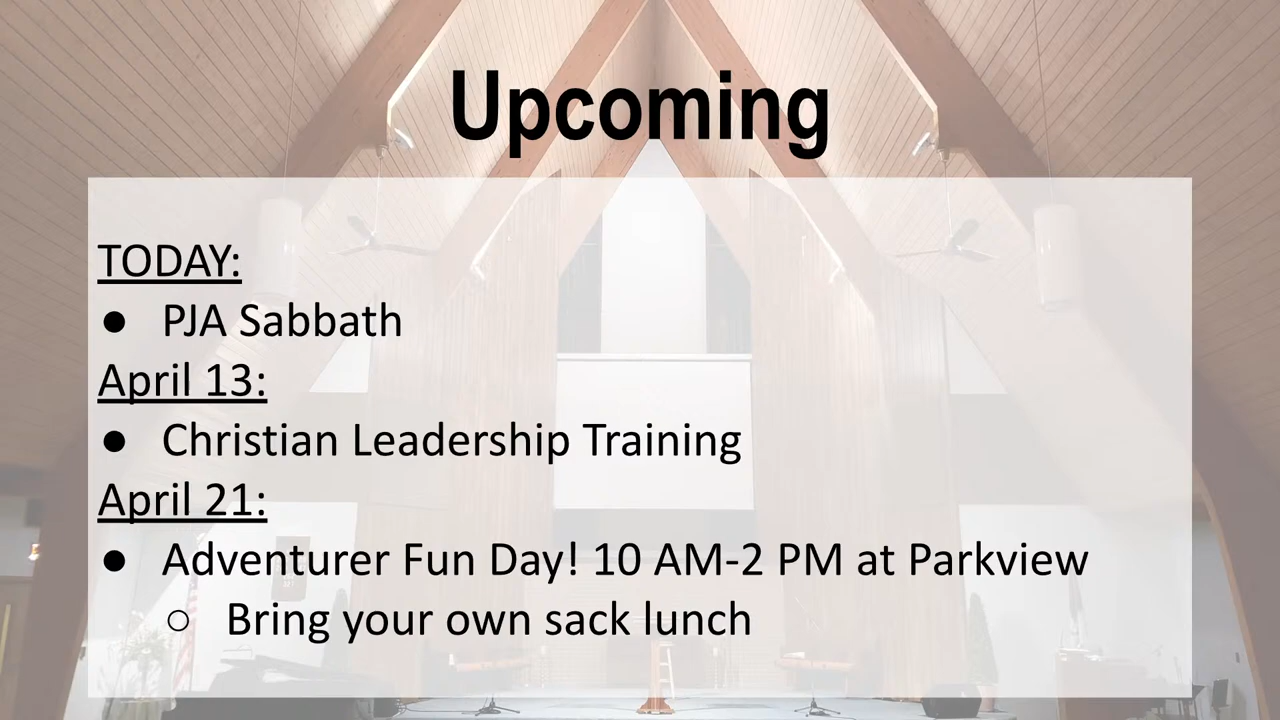 Upcoming
TODAY:
● PJA Sabbath
April 13:
● Christian Leadership Training
April 21:
● Adventurer Fun Day! 10 AM-2 PM at Parkview
○ Bring your own sack lunch